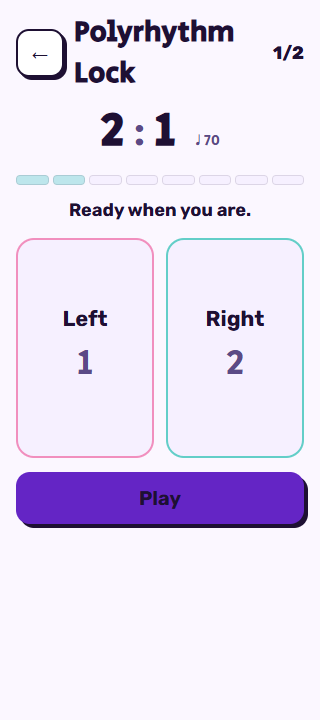 ←
Polyrhythm
Lock
1/2
2 : 1 ♩ 70
Ready when you are.
Left
1
Right
2
Play